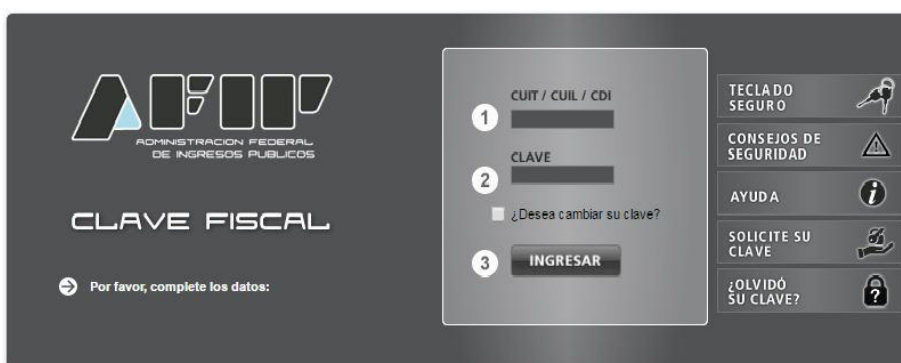 AFIP
ADMINISTRACION FEDERAL
DE INGRESOS PUBLICOS
CLAVE FISCAL
Por favor, complete los datos:
1
CUIT / CUIL / CDI
2
CLAVE
¿Desea cambiar su clave?
3
INGRESAR
TECLADO
SEGURO
CONSEJOS DE
SEGURIDAD
AYUDA
SOLICITE SU
CLAVE
¿OLVIDÓ
SU CLAVE?